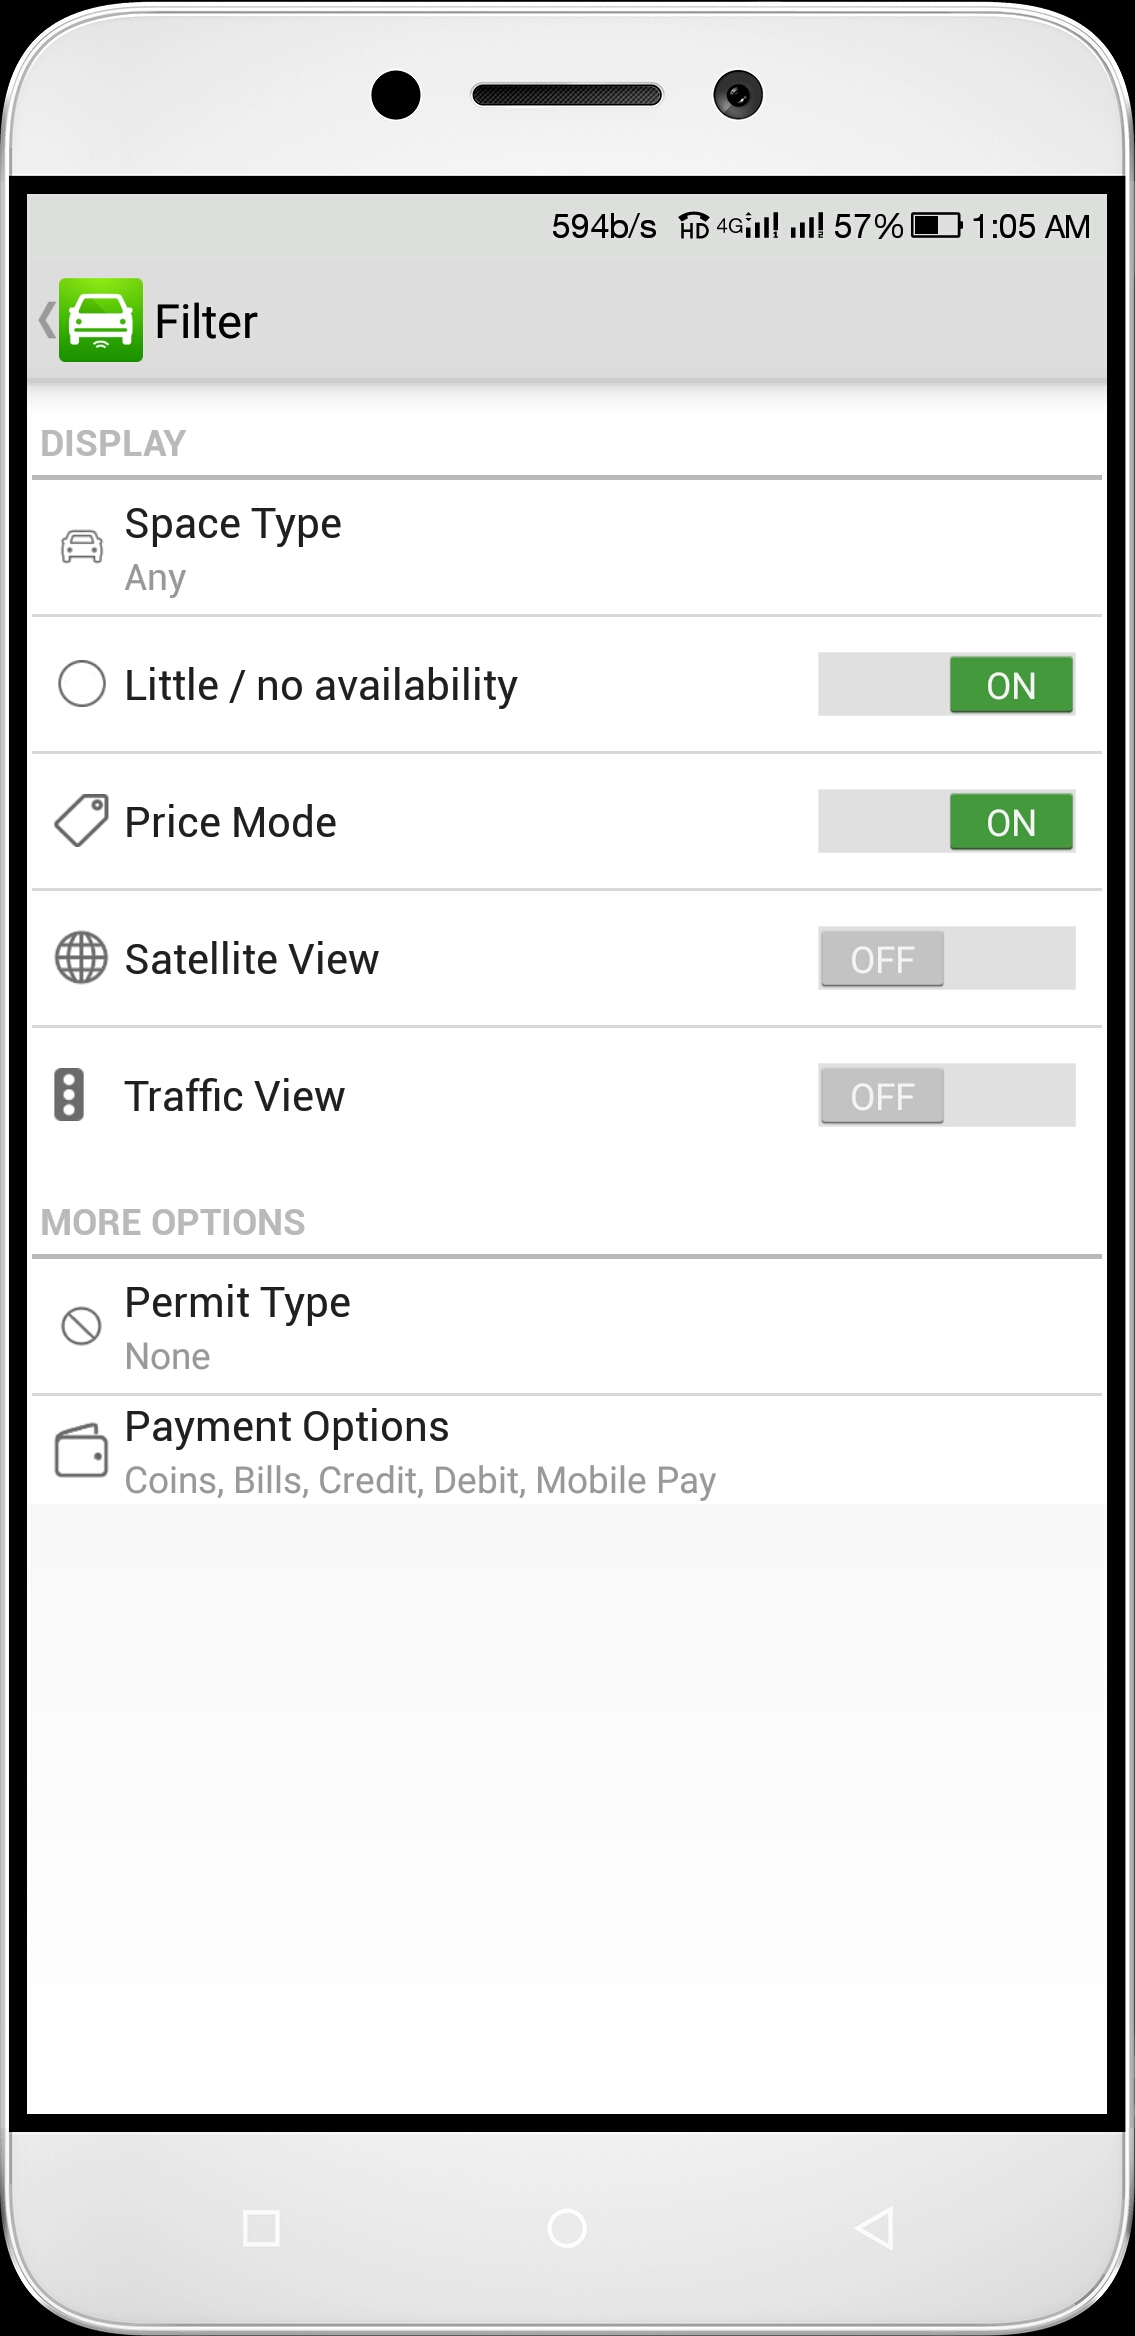 594b/s HD 4G 1 2 57% 1:05 AM
Filter
DISPLAY
Space Type
Any
Little / no availability
ON
Price Mode
ON
Satellite View
OFF
Traffic View
OFF
MORE OPTIONS
Permit Type
None
Payment Options
Coins, Bills, Credit, Debit, Mobile Pay